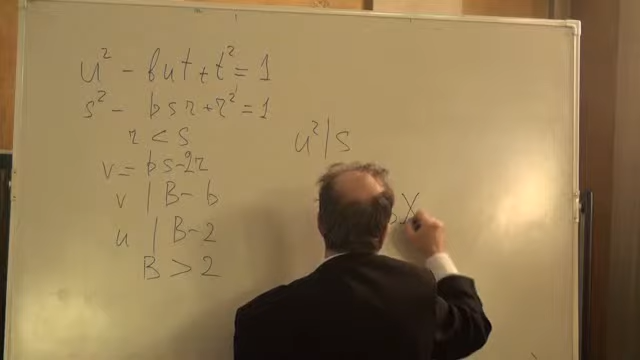 u² - but + t² = 1
s² - bsr + r² = 1
r < s
v = bs - 2r
v | B - b
u | B - 2
B > 2
u² | s
X